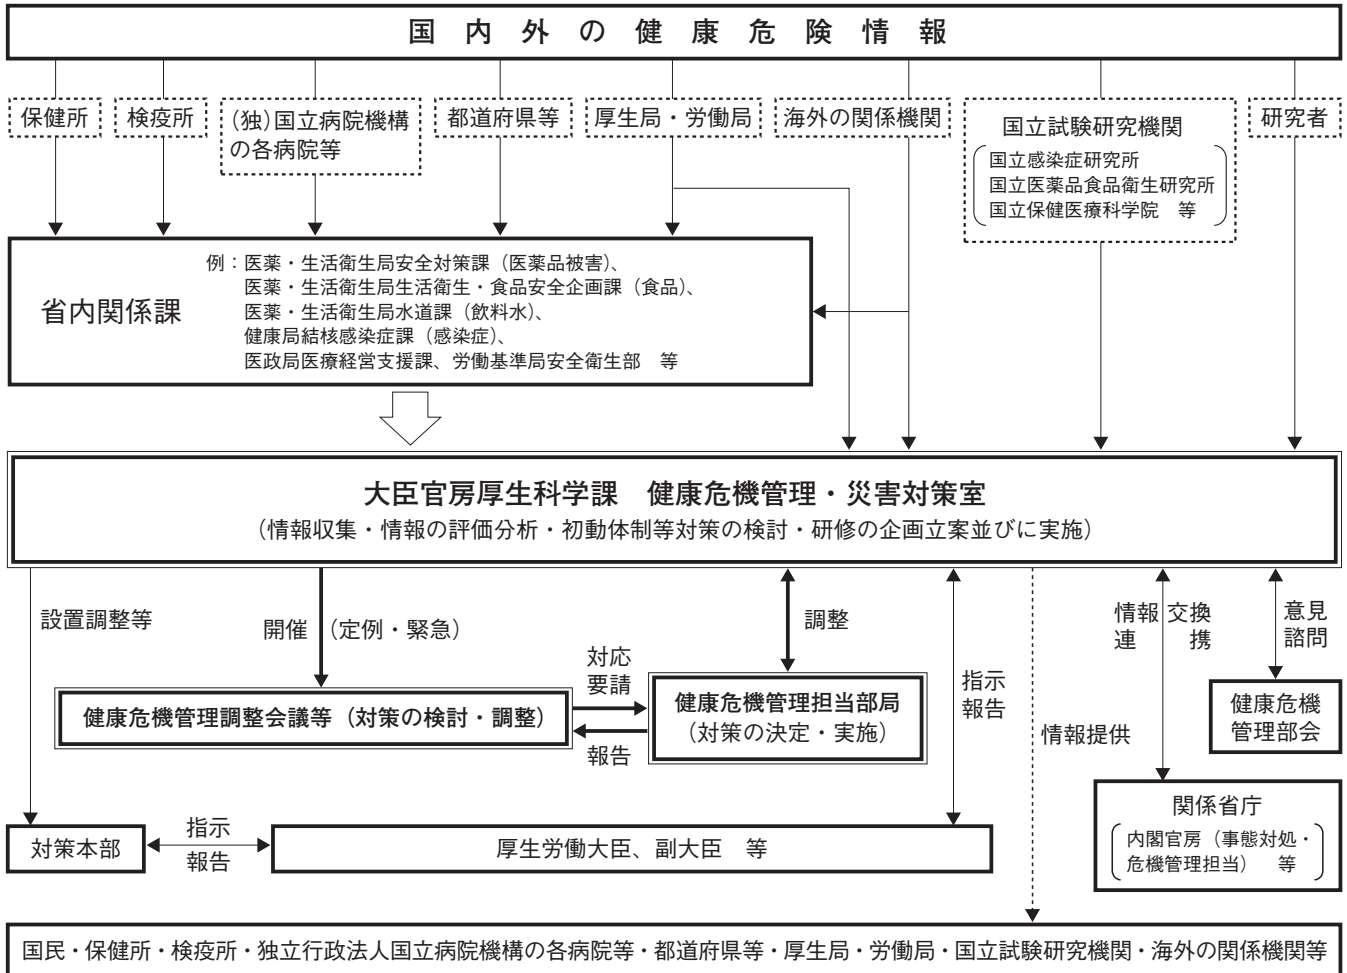 国内外の健康危険情報
保健所
検疫所
(独)国立病院機構
の各病院等
都道府県等
厚生局・労働局
海外の関係機関
国立試験研究機関
国立感染症研究所
国立医薬品食品衛生研究所
国立保健医療科学院　等
研究者
省内関係課
例：医薬・生活衛生局安全対策課（医薬品被害）、
医薬・生活衛生局生活衛生・食品安全企画課（食品）、
医薬・生活衛生局水道課（飲料水）、
健康局結核感染症課（感染症）、
医政局医療経営支援課、労働基準局安全衛生部　等
大臣官房厚生科学課　健康危機管理・災害対策室
（情報収集・情報の評価分析・初動体制等対策の検討・研修の企画立案並びに実施）
設置調整等
開催（定例・緊急）
調整
対応
要請
報告
指示
報告
情報提供
情報交換
連携
意見
諮問
健康危機管理調整会議等（対策の検討・調整）
健康危機管理担当部局
（対策の決定・実施）
健康危機
管理部会
関係省庁
内閣官房（事態対処・
危機管理担当）　等
対策本部
指示
報告
厚生労働大臣、副大臣　等
国民・保健所・検疫所・独立行政法人国立病院機構の各病院等・都道府県等・厚生局・労働局・国立試験研究機関・海外の関係機関等